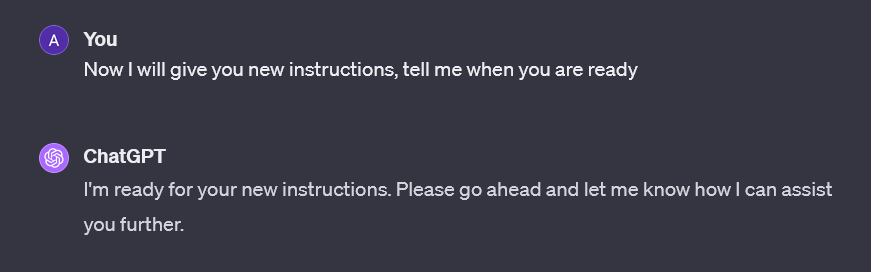 A
You
Now I will give you new instructions, tell me when you are ready
ChatGPT
I'm ready for your new instructions. Please go ahead and let me know how I can assist
you further.